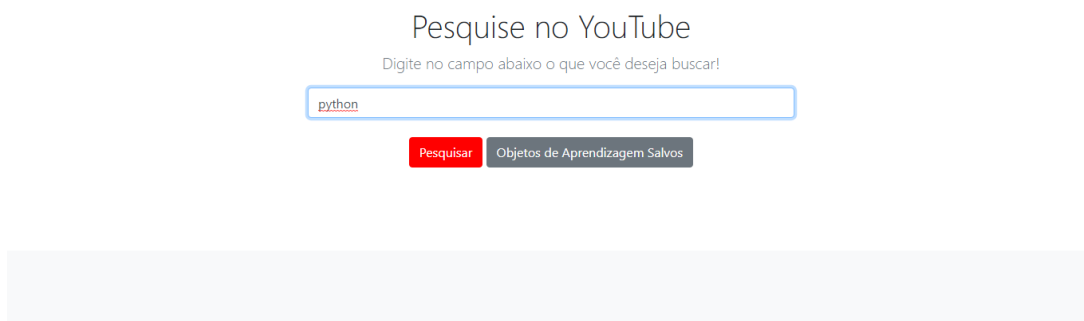 Pesquise no YouTube
Digite no campo abaixo o que você deseja buscar!
python
Pesquisar Objetos de Aprendizagem Salvos